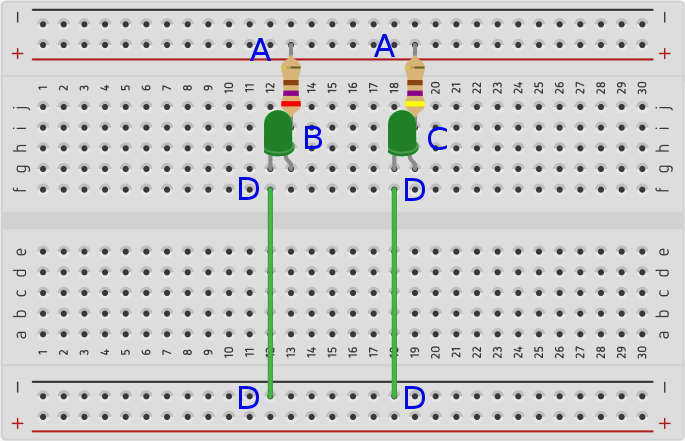 − −
+ A A +
1 2 3 4 5 6 7 8 9 10 11 12 13 14 15 16 17 18 19 20 21 22 23 24 25 26 27 28 29 30
j j
i B C i
h h
g g
f D D f
e e
d d
c c
b b
a a
1 2 3 4 5 6 7 8 9 10 11 12 13 14 15 16 17 18 19 20 21 22 23 24 25 26 27 28 29 30
− D D −
+ +